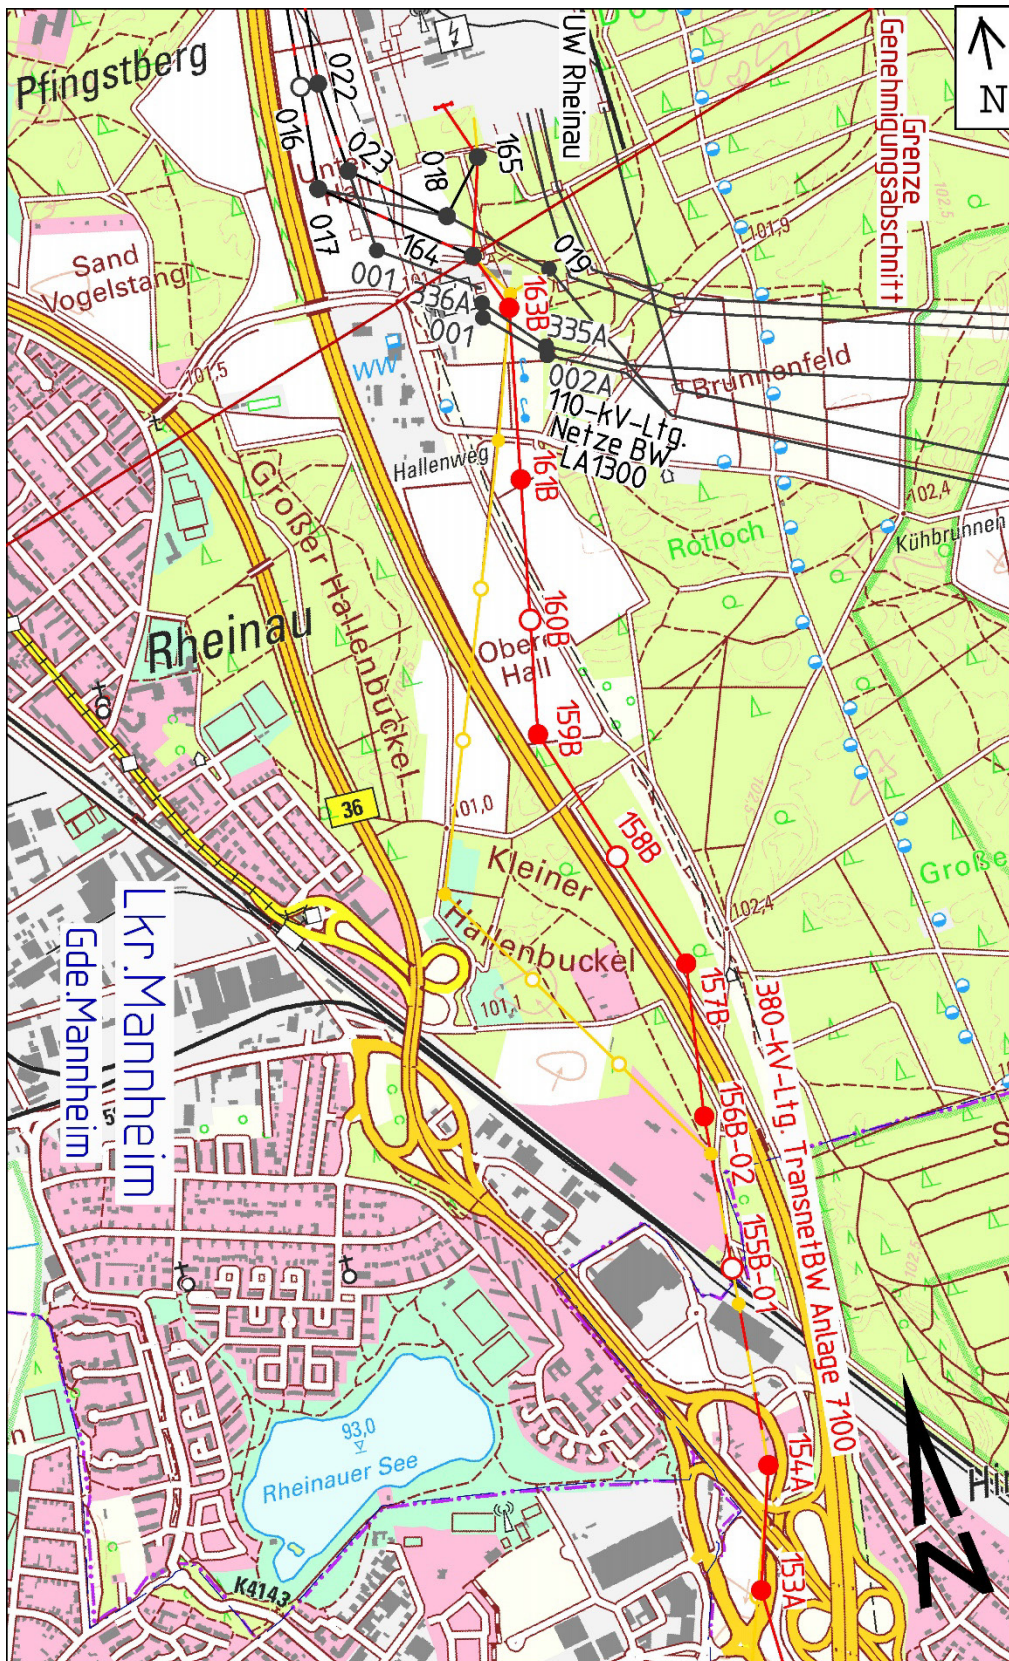 N
Pfingstberg
UW Rheinau
Grenze
Genehmigungsabschnitt
102,5
022
016
023
018
165
017
164
019
101,9
001
336A
001
163B
335A
002A
Sand
Vogelstang
101,5
WW
Brunnenfeld
110-kV-Ltg.
Netze BW
LA1300
Hallenweg
161B
102,4
Kühbrunnen
Rotloch
Großer Hallenbuckel
Rheinau
160B
Ober
Hall
159B
36
101,0
158B
Kleiner
Hallenbuckel
Große
102,4
157B
101,1
380-kV-Ltg. TransnetBW Anlage 7100
Lkr.Mannheim
Gde.Mannheim
156B-02
155B-01
S
102,5
93,0
Rheinauer See
154A
153A
K4143
N